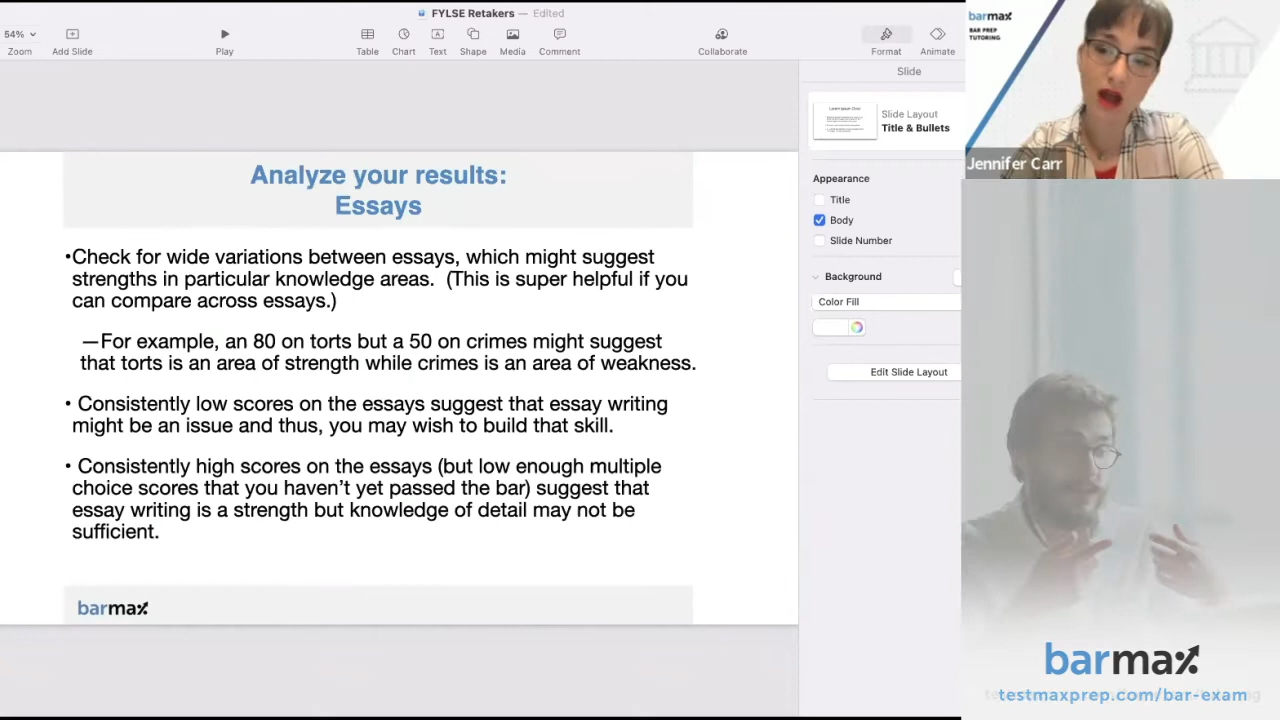 FYLSE Retakers — Edited
54%
Zoom
Add Slide
Play
Table
Chart
Text
Shape
Media
Comment
Collaborate
Format
Animate
Slide
Slide Layout
Title & Bullets
Appearance
Title
Body
Slide Number
Background
Color Fill
Edit Slide Layout
Analyze your results:
Essays
•Check for wide variations between essays, which might suggest
strengths in particular knowledge areas. (This is super helpful if you
can compare across essays.)
—For example, an 80 on torts but a 50 on crimes might suggest
that torts is an area of strength while crimes is an area of weakness.
• Consistently low scores on the essays suggest that essay writing
might be an issue and thus, you may wish to build that skill.
• Consistently high scores on the essays (but low enough multiple
choice scores that you haven't yet passed the bar) suggest that
essay writing is a strength but knowledge of detail may not be
sufficient.
barmax
barmax
BAR PREP
TUTORING
Jennifer Carr
barmax
testmaxprep.com/bar-exam